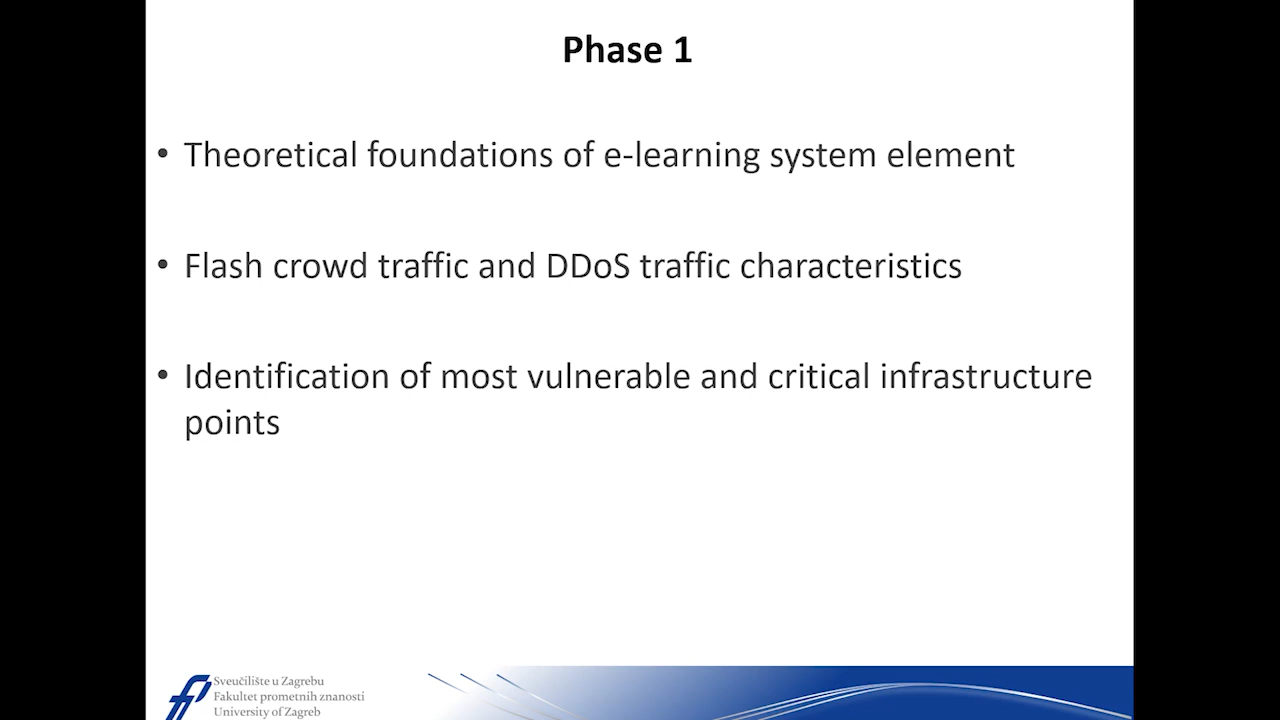 Phase 1
• Theoretical foundations of e-learning system element
• Flash crowd traffic and DDoS traffic characteristics
• Identification of most vulnerable and critical infrastructure
points
Sveučilište u Zagrebu
Fakultet prometnih znanosti
University of Zagreb